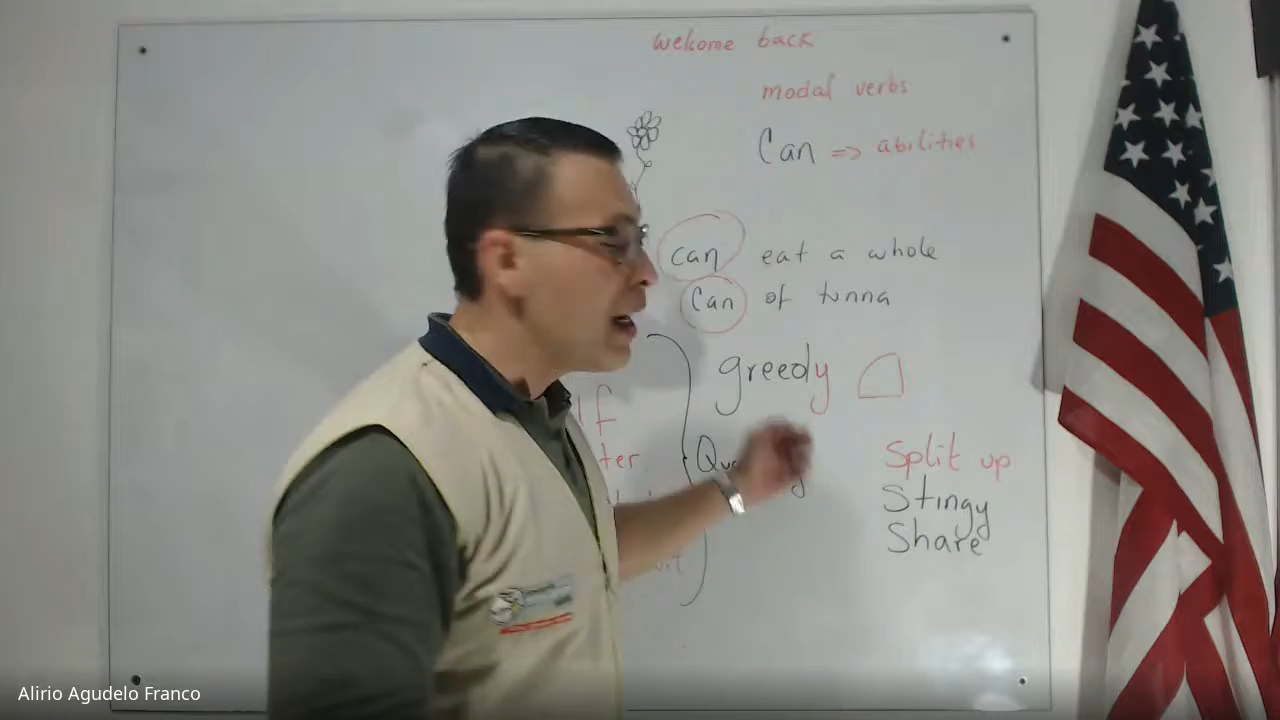 welcome back
modal verbs
Can => abilities
can eat a whole
Can of tunna
greedy
Split up
Stingy
Share
Alirio Agudelo Franco